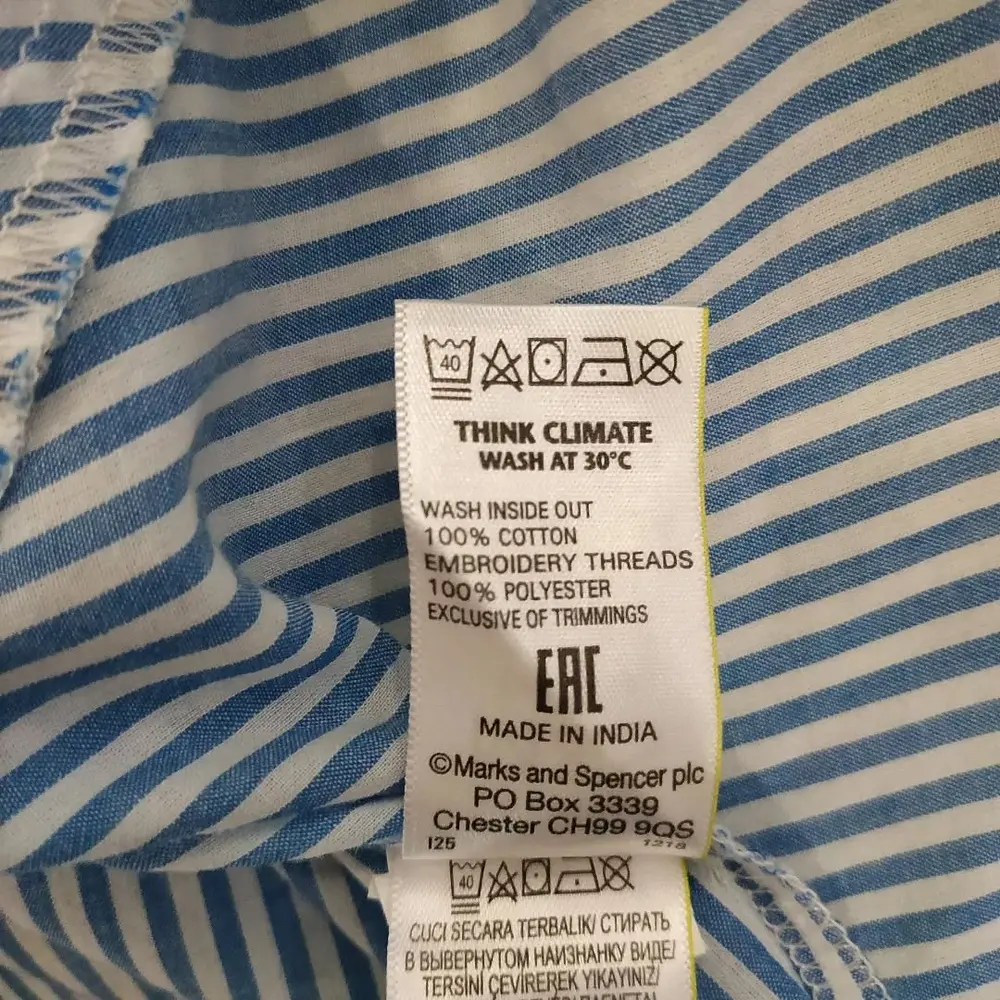 40
THINK CLIMATE
WASH AT 30°C
WASH INSIDE OUT
100% COTTON
EMBROIDERY THREADS
100% POLYESTER
EXCLUSIVE OF TRIMMINGS
EAC
MADE IN INDIA
©Marks and Spencer plc
PO Box 3339
Chester CH99 9QS
I25 1218
40
CUCI SECARA TERBALIK/ СТИРАТЬ
В ВЫВЕРНУТОМ НАИЗНАНКУ ВИДЕ/
TERSİNİ ÇEVİREREK YIKAYINIZ/